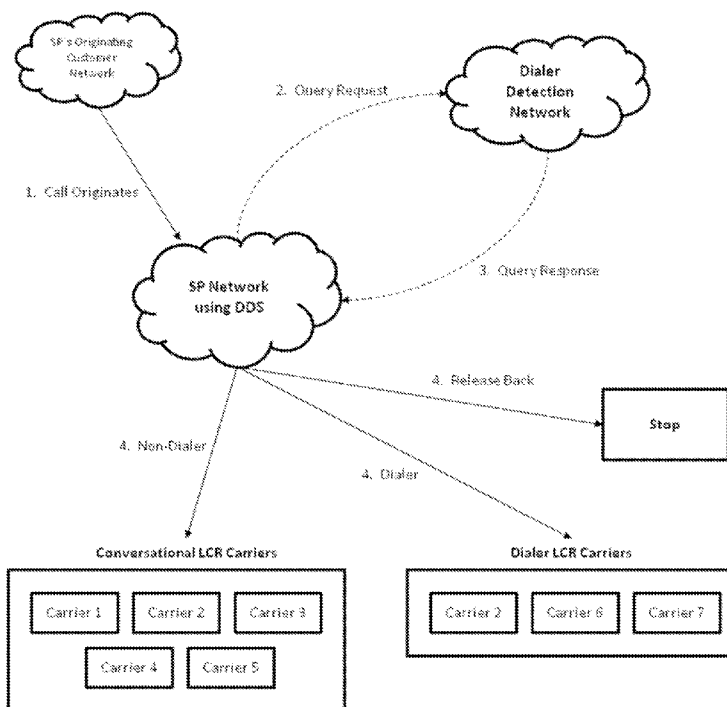 SP's Originating
Customer
Network
Dialer
Detection
Network
2. Query Request
1. Call Originates
3. Query Response
SP Network
using DDS
4. Release Back
Stop
4. Non-Dialer
4. Dialer
Conversational LCR Carriers
Dialer LCR Carriers
Carrier 1
Carrier 2
Carrier 3
Carrier 2
Carrier 6
Carrier 7
Carrier 4
Carrier 5